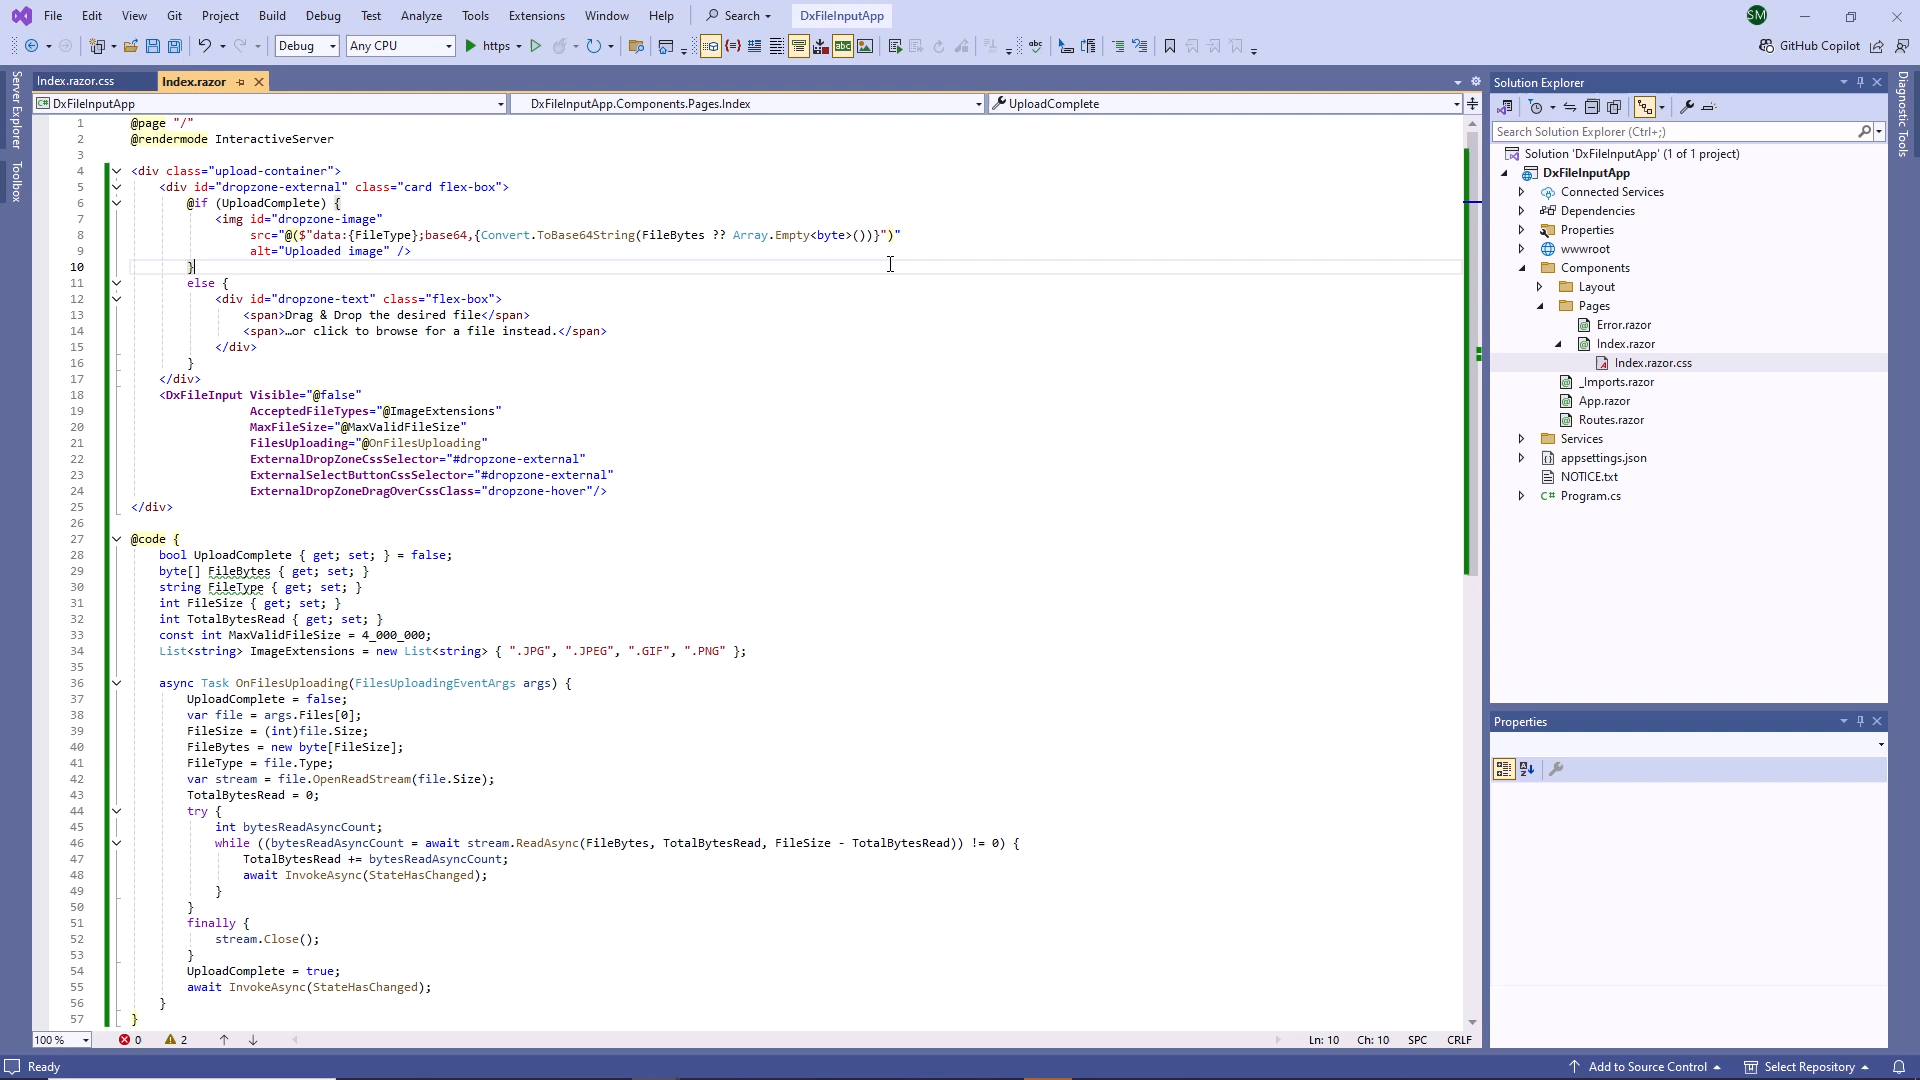 File Edit View Git Project Build Debug Test Analyze Tools Extensions Window Help Search DxFileInputApp SM
Debug Any CPU https GitHub Copilot
Server Explorer
Toolbox
Index.razor.css Index.razor
DxFileInputApp DxFileInputApp.Components.Pages.Index UploadComplete
1 @page "/"
2 @rendermode InteractiveServer
3
4 <div class="upload-container">
5 <div id="dropzone-external" class="card flex-box">
6 @if (UploadComplete) {
7 <img id="dropzone-image"
8 src="@($"data:{FileType};base64,{Convert.ToBase64String(FileBytes ?? Array.Empty<byte>())}")"
9 alt="Uploaded image" />
10 }
11 else {
12 <div id="dropzone-text" class="flex-box">
13 <span>Drag & Drop the desired file</span>
14 <span>…or click to browse for a file instead.</span>
15 </div>
16 }
17 </div>
18 <DxFileInput Visible="@false"
19 AcceptedFileTypes="@ImageExtensions"
20 MaxFileSize="@MaxValidFileSize"
21 FilesUploading="@OnFilesUploading"
22 ExternalDropZoneCssSelector="#dropzone-external"
23 ExternalSelectButtonCssSelector="#dropzone-external"
24 ExternalDropZoneDragOverCssClass="dropzone-hover"/>
25 </div>
26
27 @code {
28 bool UploadComplete { get; set; } = false;
29 byte[] FileBytes { get; set; }
30 string FileType { get; set; }
31 int FileSize { get; set; }
32 int TotalBytesRead { get; set; }
33 const int MaxValidFileSize = 4_000_000;
34 List<string> ImageExtensions = new List<string> { ".JPG", ".JPEG", ".GIF", ".PNG" };
35
36 async Task OnFilesUploading(FilesUploadingEventArgs args) {
37 UploadComplete = false;
38 var file = args.Files[0];
39 FileSize = (int)file.Size;
40 FileBytes = new byte[FileSize];
41 FileType = file.Type;
42 var stream = file.OpenReadStream(file.Size);
43 TotalBytesRead = 0;
44 try {
45 int bytesReadAsyncCount;
46 while ((bytesReadAsyncCount = await stream.ReadAsync(FileBytes, TotalBytesRead, FileSize - TotalBytesRead)) != 0) {
47 TotalBytesRead += bytesReadAsyncCount;
48 await InvokeAsync(StateHasChanged);
49 }
50 }
51 finally {
52 stream.Close();
53 }
54 UploadComplete = true;
55 await InvokeAsync(StateHasChanged);
56 }
57 }
100 % 0 2 Ln: 10 Ch: 10 SPC CRLF
Solution Explorer
Search Solution Explorer (Ctrl+;)
Solution 'DxFileInputApp' (1 of 1 project)
DxFileInputApp
Connected Services
Dependencies
Properties
wwwroot
Components
Layout
Pages
Error.razor
Index.razor
Index.razor.css
_Imports.razor
App.razor
Routes.razor
Services
appsettings.json
NOTICE.txt
C# Program.cs
Properties
Diagnostic Tools
Ready Add to Source Control Select Repository